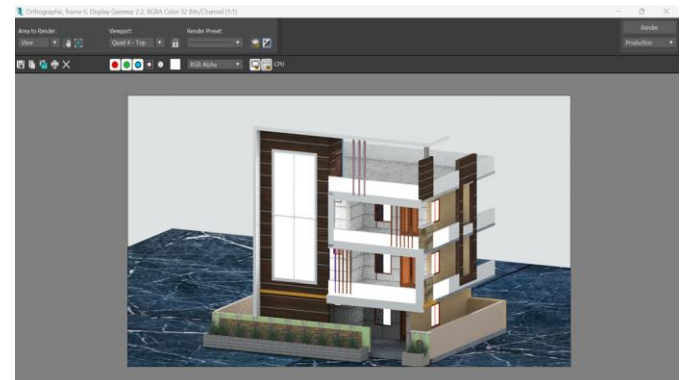 Orthographic, frame 0, Display Gamma: 2.2, RGBA Color 32 Bits/Channel (1:1)
Area to Render:
Viewport:
Render Preset:
Render
View
Quad 4 - Top
Production
RGB Alpha
CPU